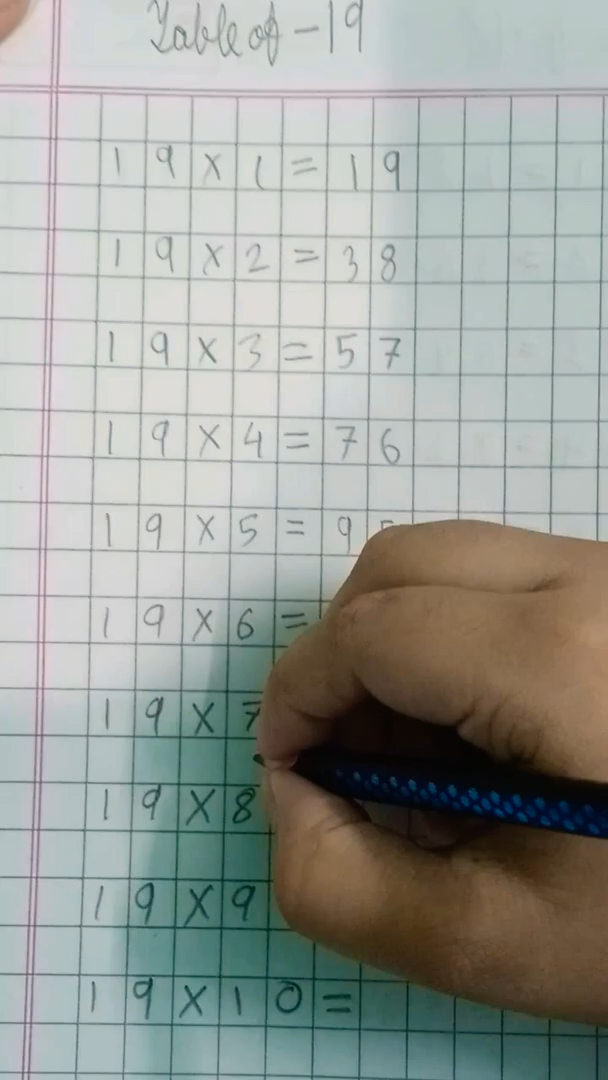 Table of - 19
19 x 1 = 19
19 x 2 = 38
19 x 3 = 57
19 x 4 = 76
19 x 5 = 9
19 x 6 =
19 x 7
19 x 8
19 x 9
19 x 10 =